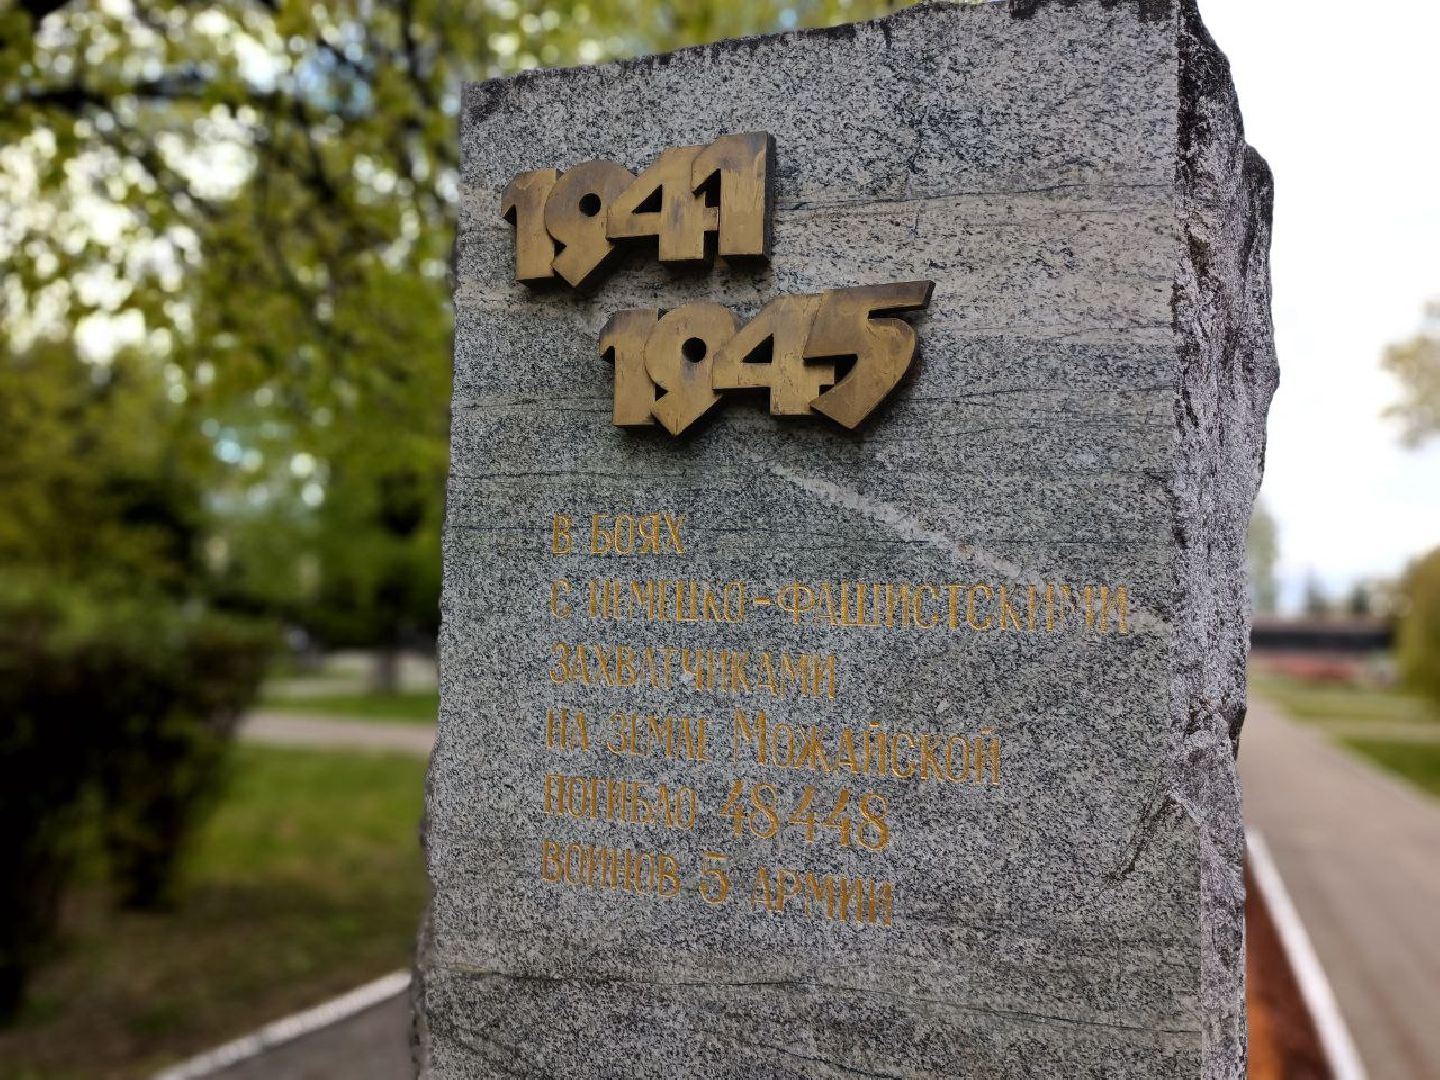 1941
1945
В БОЯХ
С НЕМЕЦКО-ФАШИСТСКИМИ
ЗАХВАТЧИКАМИ
НА ЗЕМЛЕ МОЖАЙСКОЙ
ПОГИБЛО 48448
ВОИНОВ 5 АРМИИ